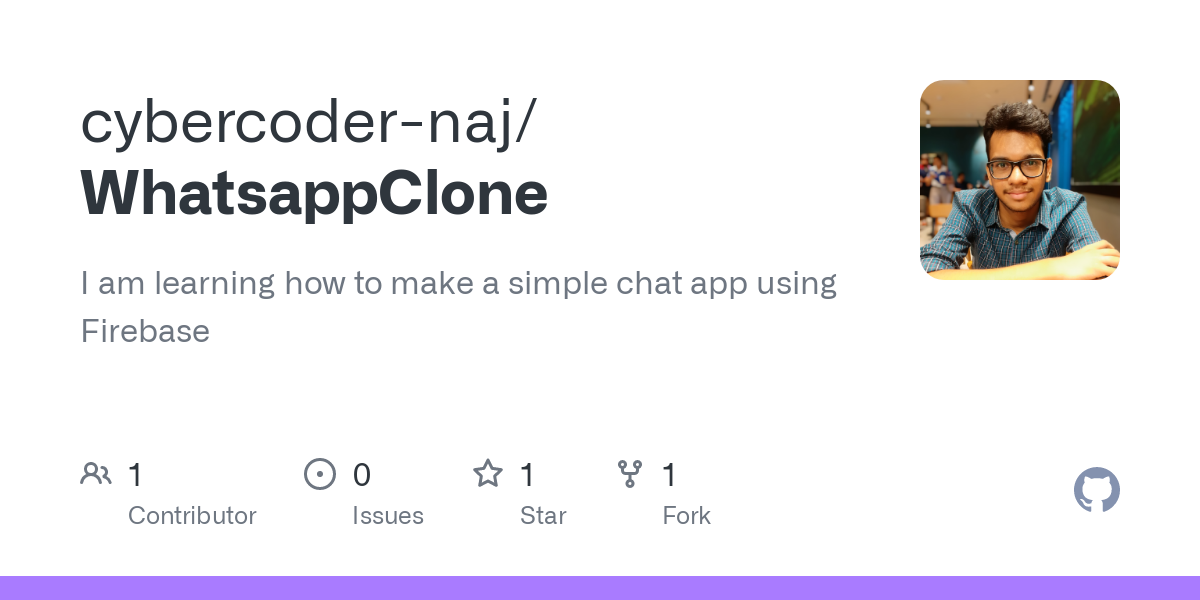 cybercoder-naj/
WhatsappClone
I am learning how to make a simple chat app using
Firebase
1
Contributor
0
Issues
1
Star
1
Fork